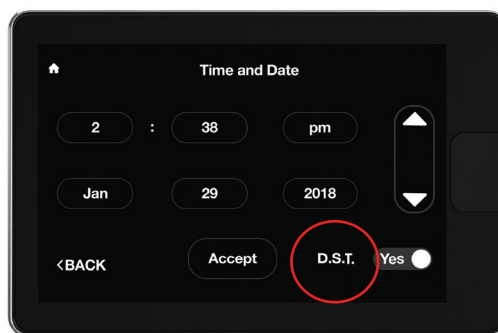 Time and Date
2 : 38 pm
Jan 29 2018
<BACK Accept D.S.T. Yes